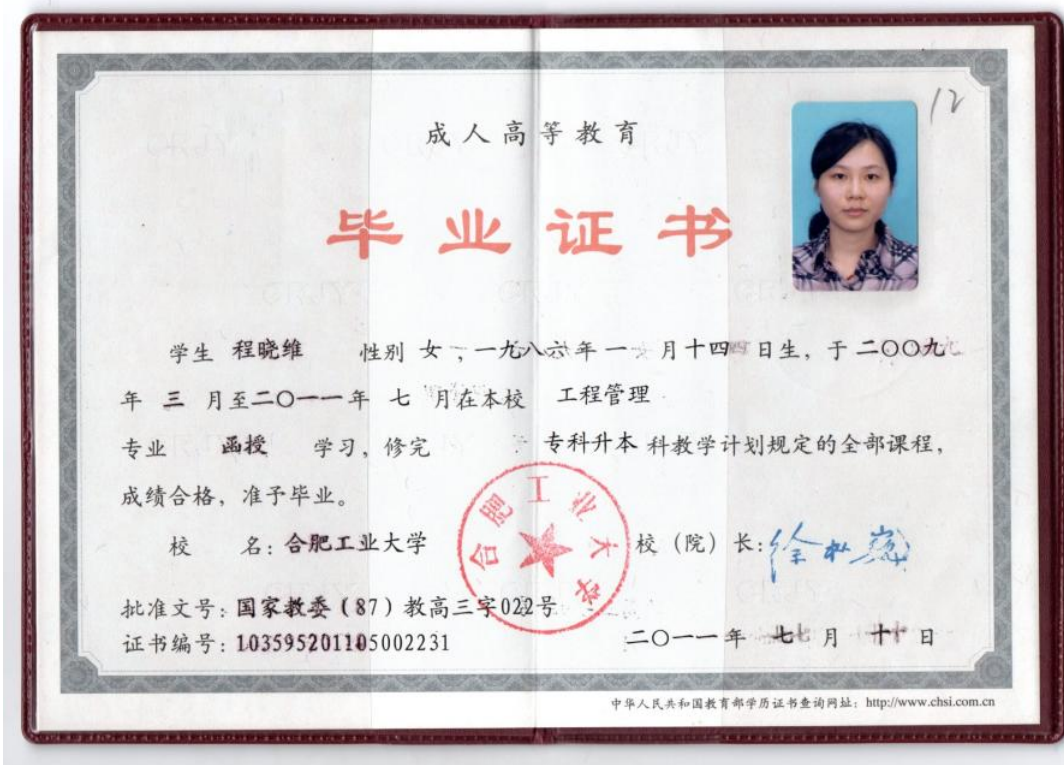 12
成人高等教育
毕业证书
学生 程晓维 性别 女，一九八六年一 月十四 日生，于二〇〇九
年 三 月至二〇一一年 七 月在本校 工程管理
专业 函授 学习，修完 专科升本 科教学计划规定的全部课程，
成绩合格，准予毕业。
校 名：合肥工业大学 校（院）长：
合肥工业大学
批准文号：国家教委（87）教高三字022号
证书编号：103595201105002231 二〇一一年 七 月 十 日
中华人民共和国教育部学历证书查询网址：http://www.chsi.com.cn